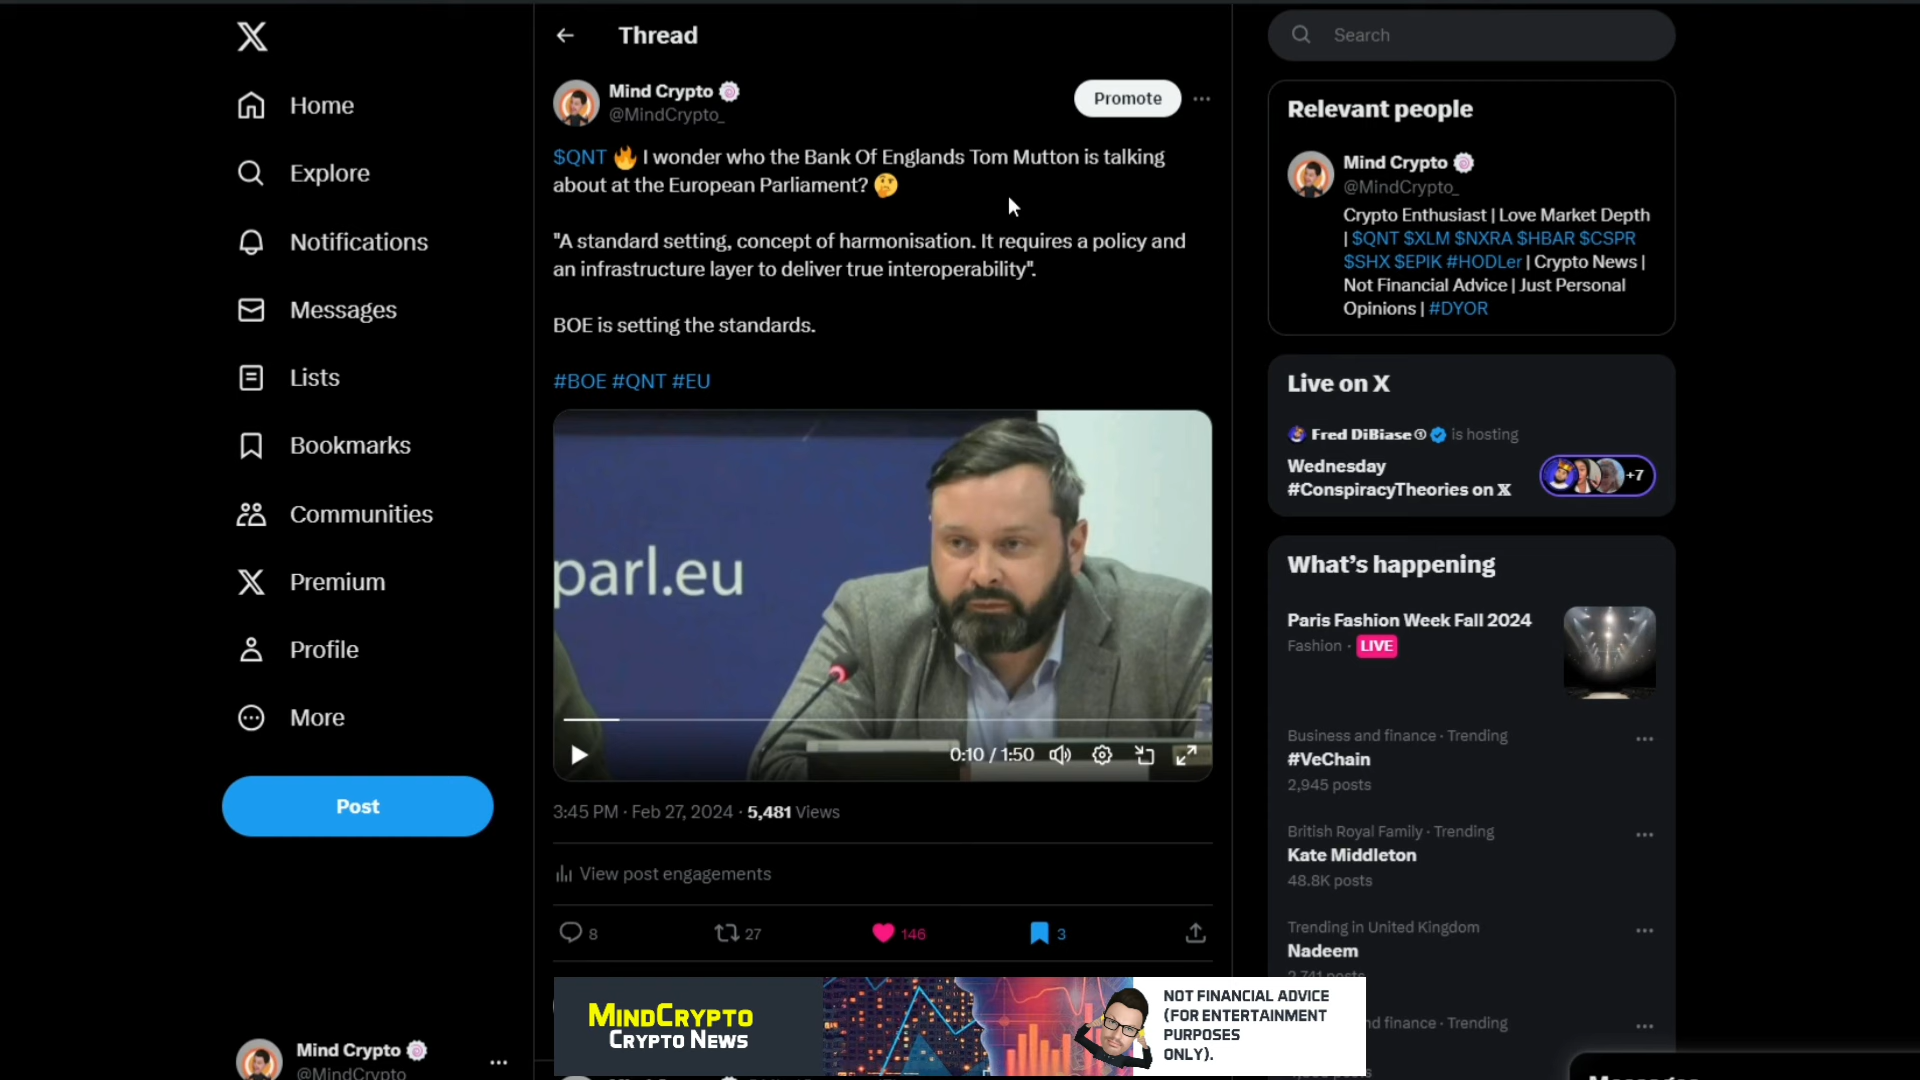 Home
Explore
Notifications
Messages
Lists
Bookmarks
Communities
Premium
Profile
More
Post
Mind Crypto
@MindCrypto
Thread
Mind Crypto
@MindCrypto_
Promote
$QNT 🔥 I wonder who the Bank Of Englands Tom Mutton is talking
about at the European Parliament? 🤔
"A standard setting, concept of harmonisation. It requires a policy and
an infrastructure layer to deliver true interoperability".
BOE is setting the standards.
#BOE #QNT #EU
parl.eu
0:10 / 1:50
3:45 PM · Feb 27, 2024 · 5,481 Views
View post engagements
8
27
146
3
MINDCRYPTO
CRYPTO NEWS
NOT FINANCIAL ADVICE
(FOR ENTERTAINMENT
PURPOSES
ONLY).
Search
Relevant people
Mind Crypto
@MindCrypto_
Crypto Enthusiast | Love Market Depth
| $QNT $XLM $NXRA $HBAR $CSPR
$SHX $EPIK #HODLer | Crypto News |
Not Financial Advice | Just Personal
Opinions | #DYOR
Live on X
Fred DiBiase is hosting
Wednesday
#ConspiracyTheories on X
+7
What's happening
Paris Fashion Week Fall 2024
Fashion · LIVE
Business and finance · Trending
#VeChain
2,945 posts
British Royal Family · Trending
Kate Middleton
48.8K posts
Trending in United Kingdom
Nadeem
2,741 posts
nd finance · Trending